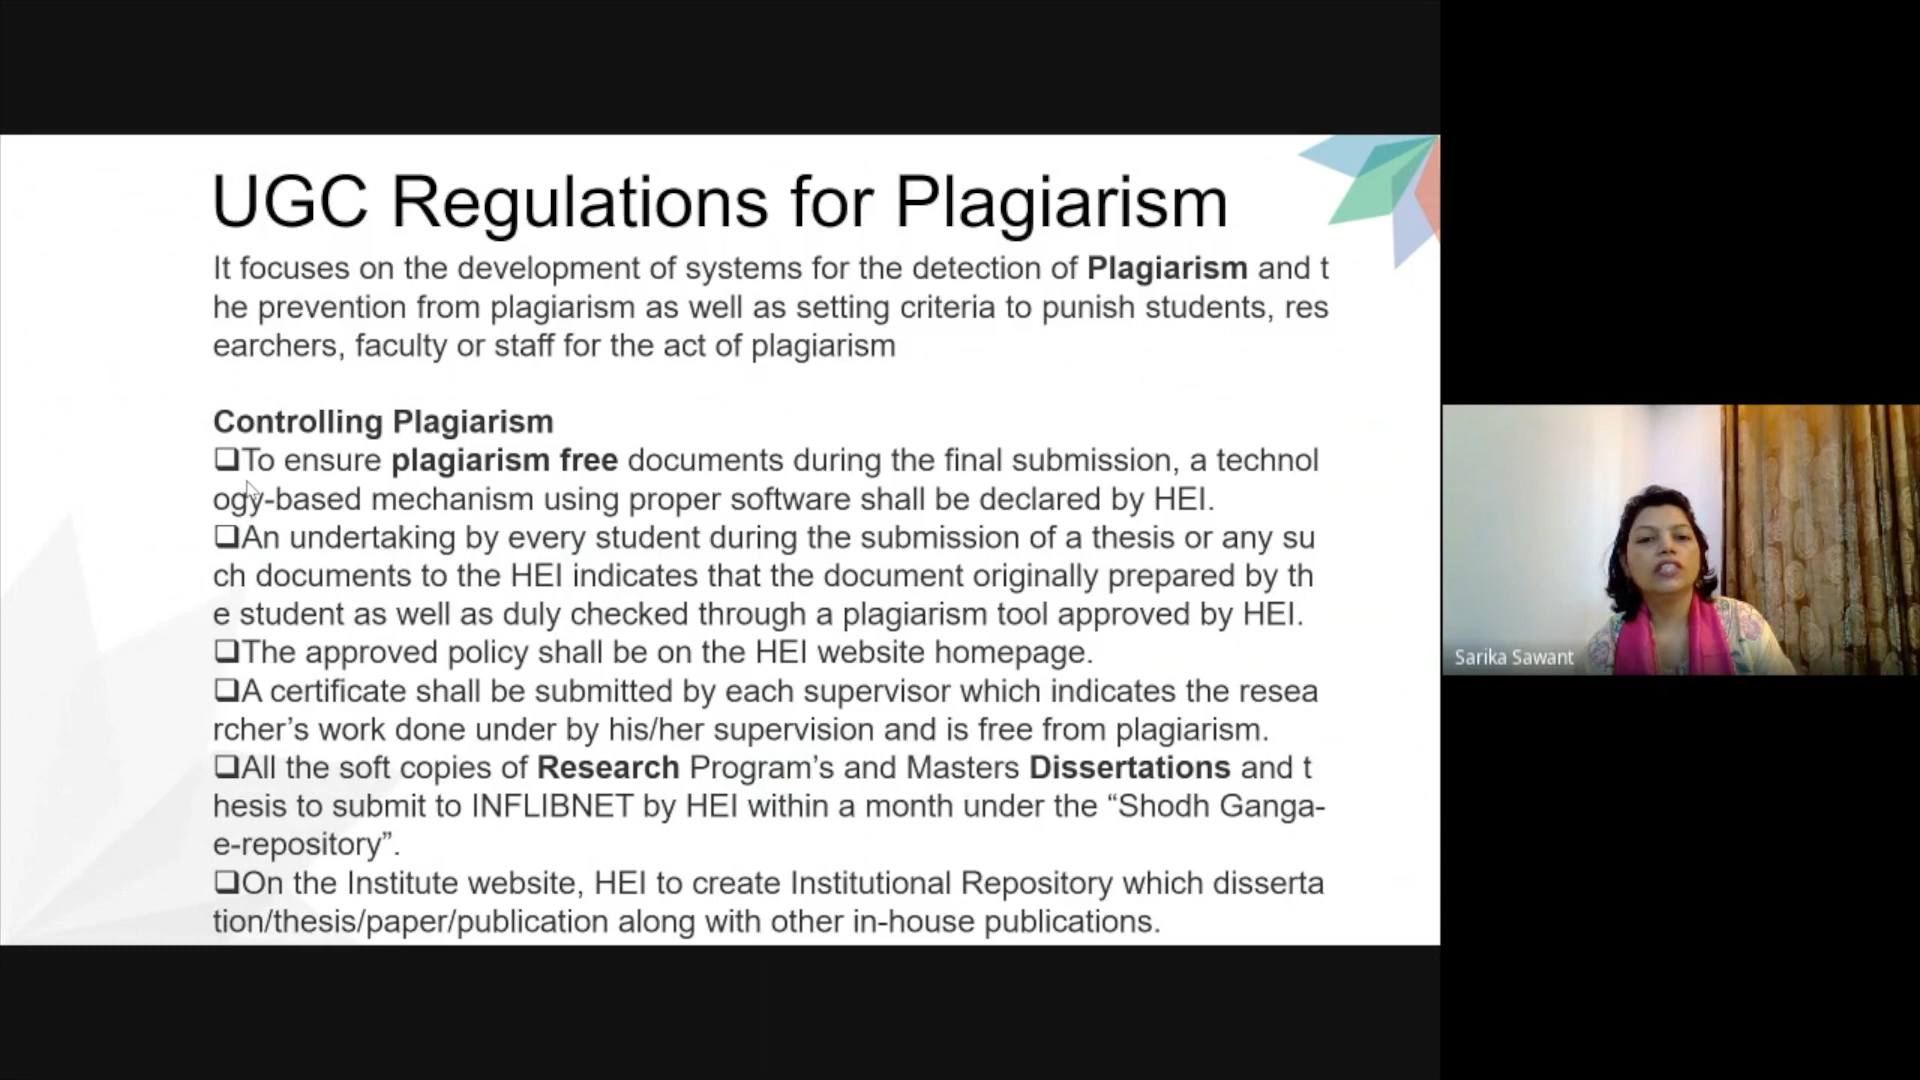 UGC Regulations for Plagiarism
It focuses on the development of systems for the detection of Plagiarism and t
he prevention from plagiarism as well as setting criteria to punish students, res
earchers, faculty or staff for the act of plagiarism
Controlling Plagiarism
❑To ensure plagiarism free documents during the final submission, a technol
ogy-based mechanism using proper software shall be declared by HEI.
❑An undertaking by every student during the submission of a thesis or any su
ch documents to the HEI indicates that the document originally prepared by th
e student as well as duly checked through a plagiarism tool approved by HEI.
❑The approved policy shall be on the HEI website homepage.
❑A certificate shall be submitted by each supervisor which indicates the resea
rcher’s work done under by his/her supervision and is free from plagiarism.
❑All the soft copies of Research Program’s and Masters Dissertations and t
hesis to submit to INFLIBNET by HEI within a month under the “Shodh Ganga-
e-repository”.
❑On the Institute website, HEI to create Institutional Repository which disserta
tion/thesis/paper/publication along with other in-house publications.
Sarika Sawant